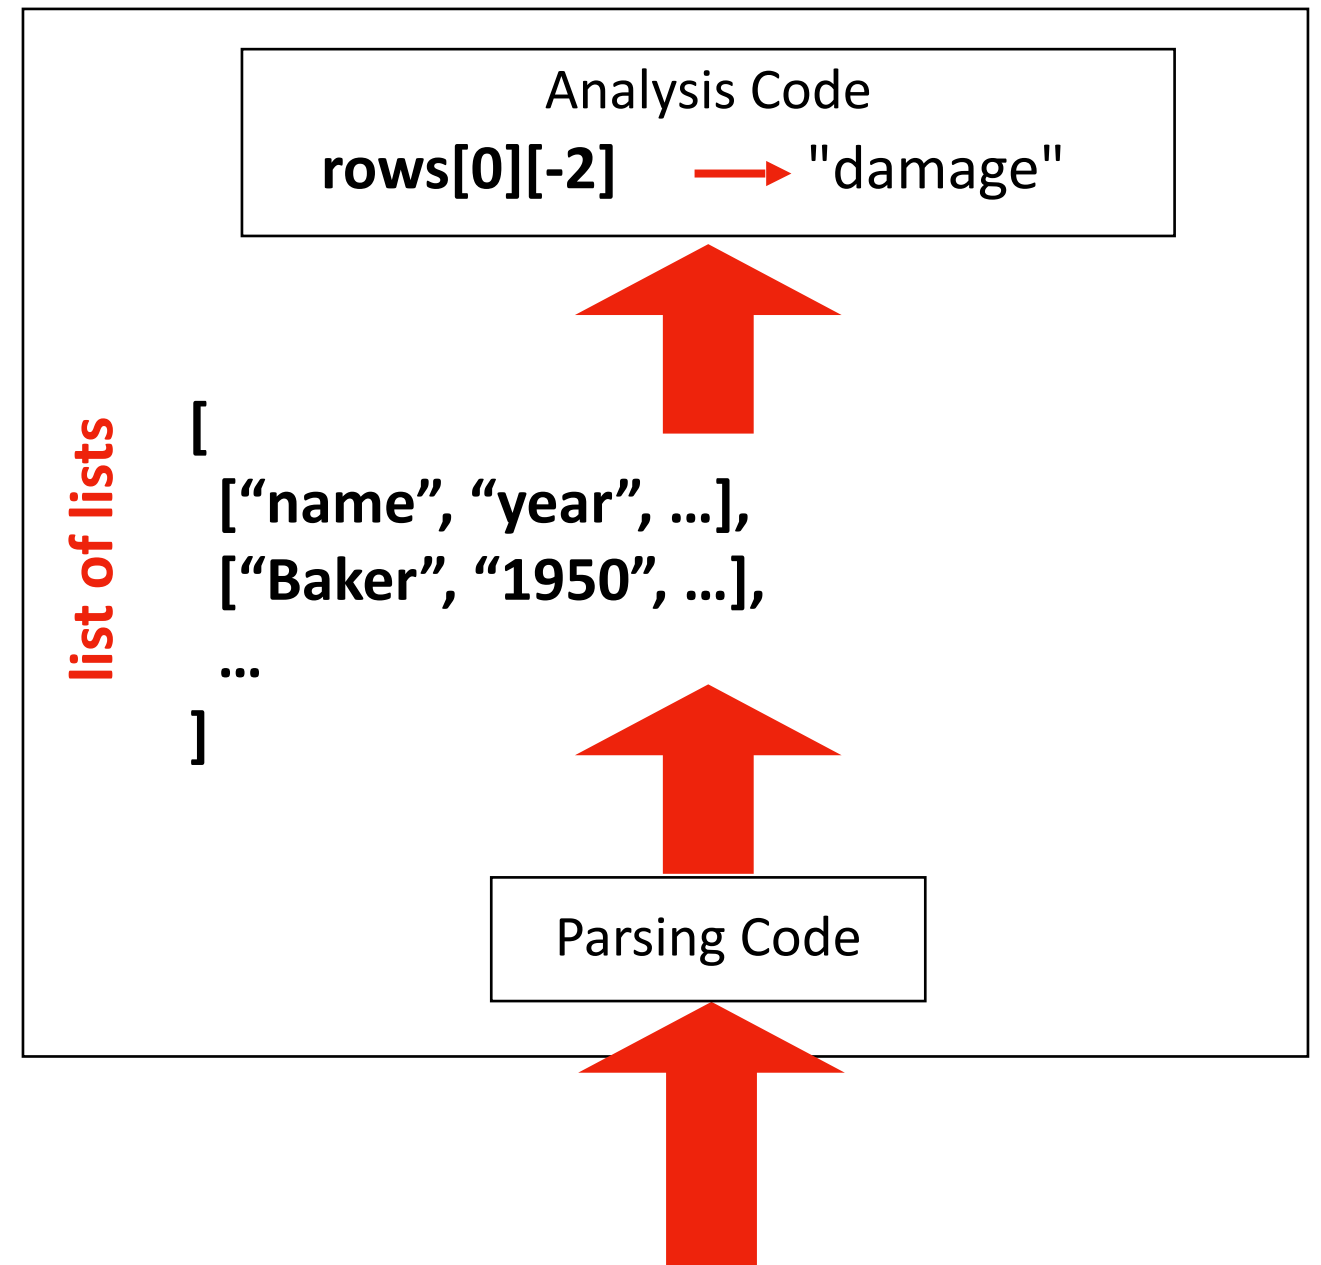 Analysis Code
rows[0][-2] "damage"
list of lists
[
[“name”, “year”, …],
[“Baker”, “1950”, …],
…
]
Parsing Code